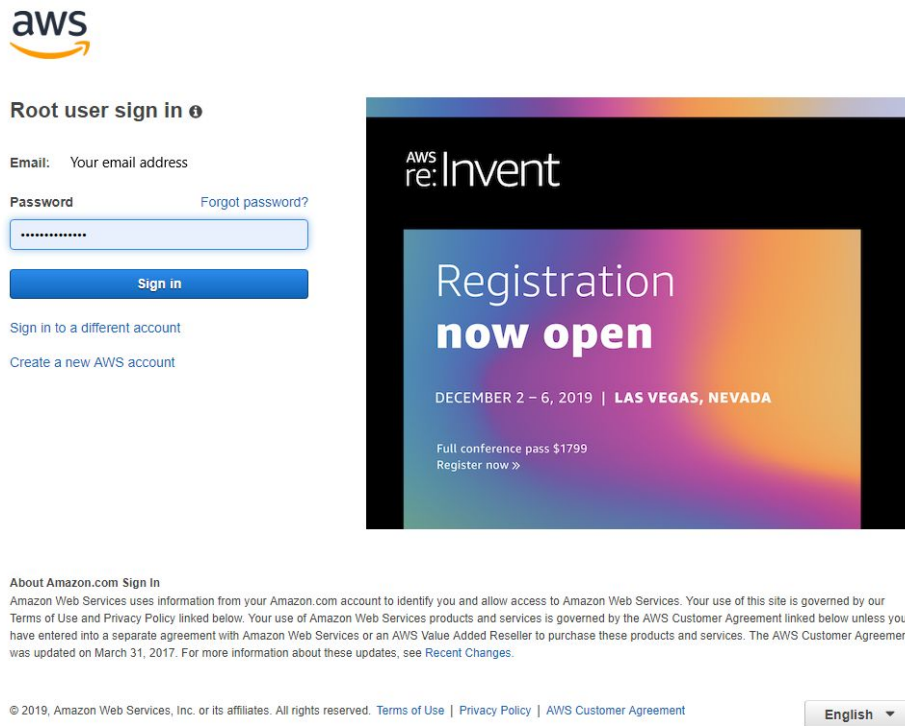 aws
Root user sign in
Email: Your email address
Password Forgot password?
••••••••••••••
Sign in
Sign in to a different account
Create a new AWS account
AWS
re:Invent
Registration
now open
DECEMBER 2 – 6, 2019 | LAS VEGAS, NEVADA
Full conference pass $1799
Register now »
About Amazon.com Sign In
Amazon Web Services uses information from your Amazon.com account to identify you and allow access to Amazon Web Services. Your use of this site is governed by our
Terms of Use and Privacy Policy linked below. Your use of Amazon Web Services products and services is governed by the AWS Customer Agreement linked below unless you
have entered into a separate agreement with Amazon Web Services or an AWS Value Added Reseller to purchase these products and services. The AWS Customer Agreemen
was updated on March 31, 2017. For more information about these updates, see Recent Changes.
© 2019, Amazon Web Services, Inc. or its affiliates. All rights reserved. Terms of Use | Privacy Policy | AWS Customer Agreement
English